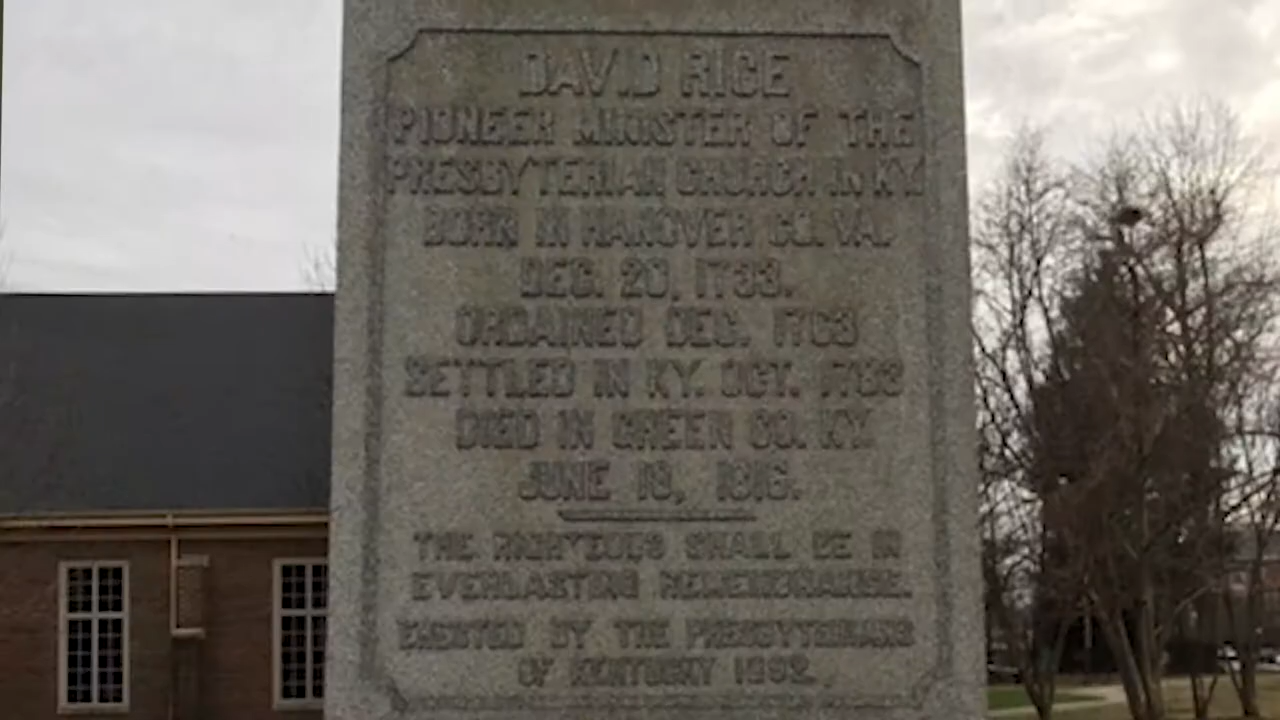 DAVID RICE
PIONEER MINISTER OF THE
PRESBYTERIAN CHURCH IN KY.
BORN IN HANOVER CO. VA.
DEC. 20, 1733.
ORDAINED DEC. 1763
SETTLED IN KY. OCT. 1783
DIED IN GREEN CO. KY.
JUNE 18, 1816.
THE RIGHTEOUS SHALL BE IN
EVERLASTING REMEMBRANCE.
ERECTED BY THE PRESBYTERIANS
OF KENTUCKY 1892.